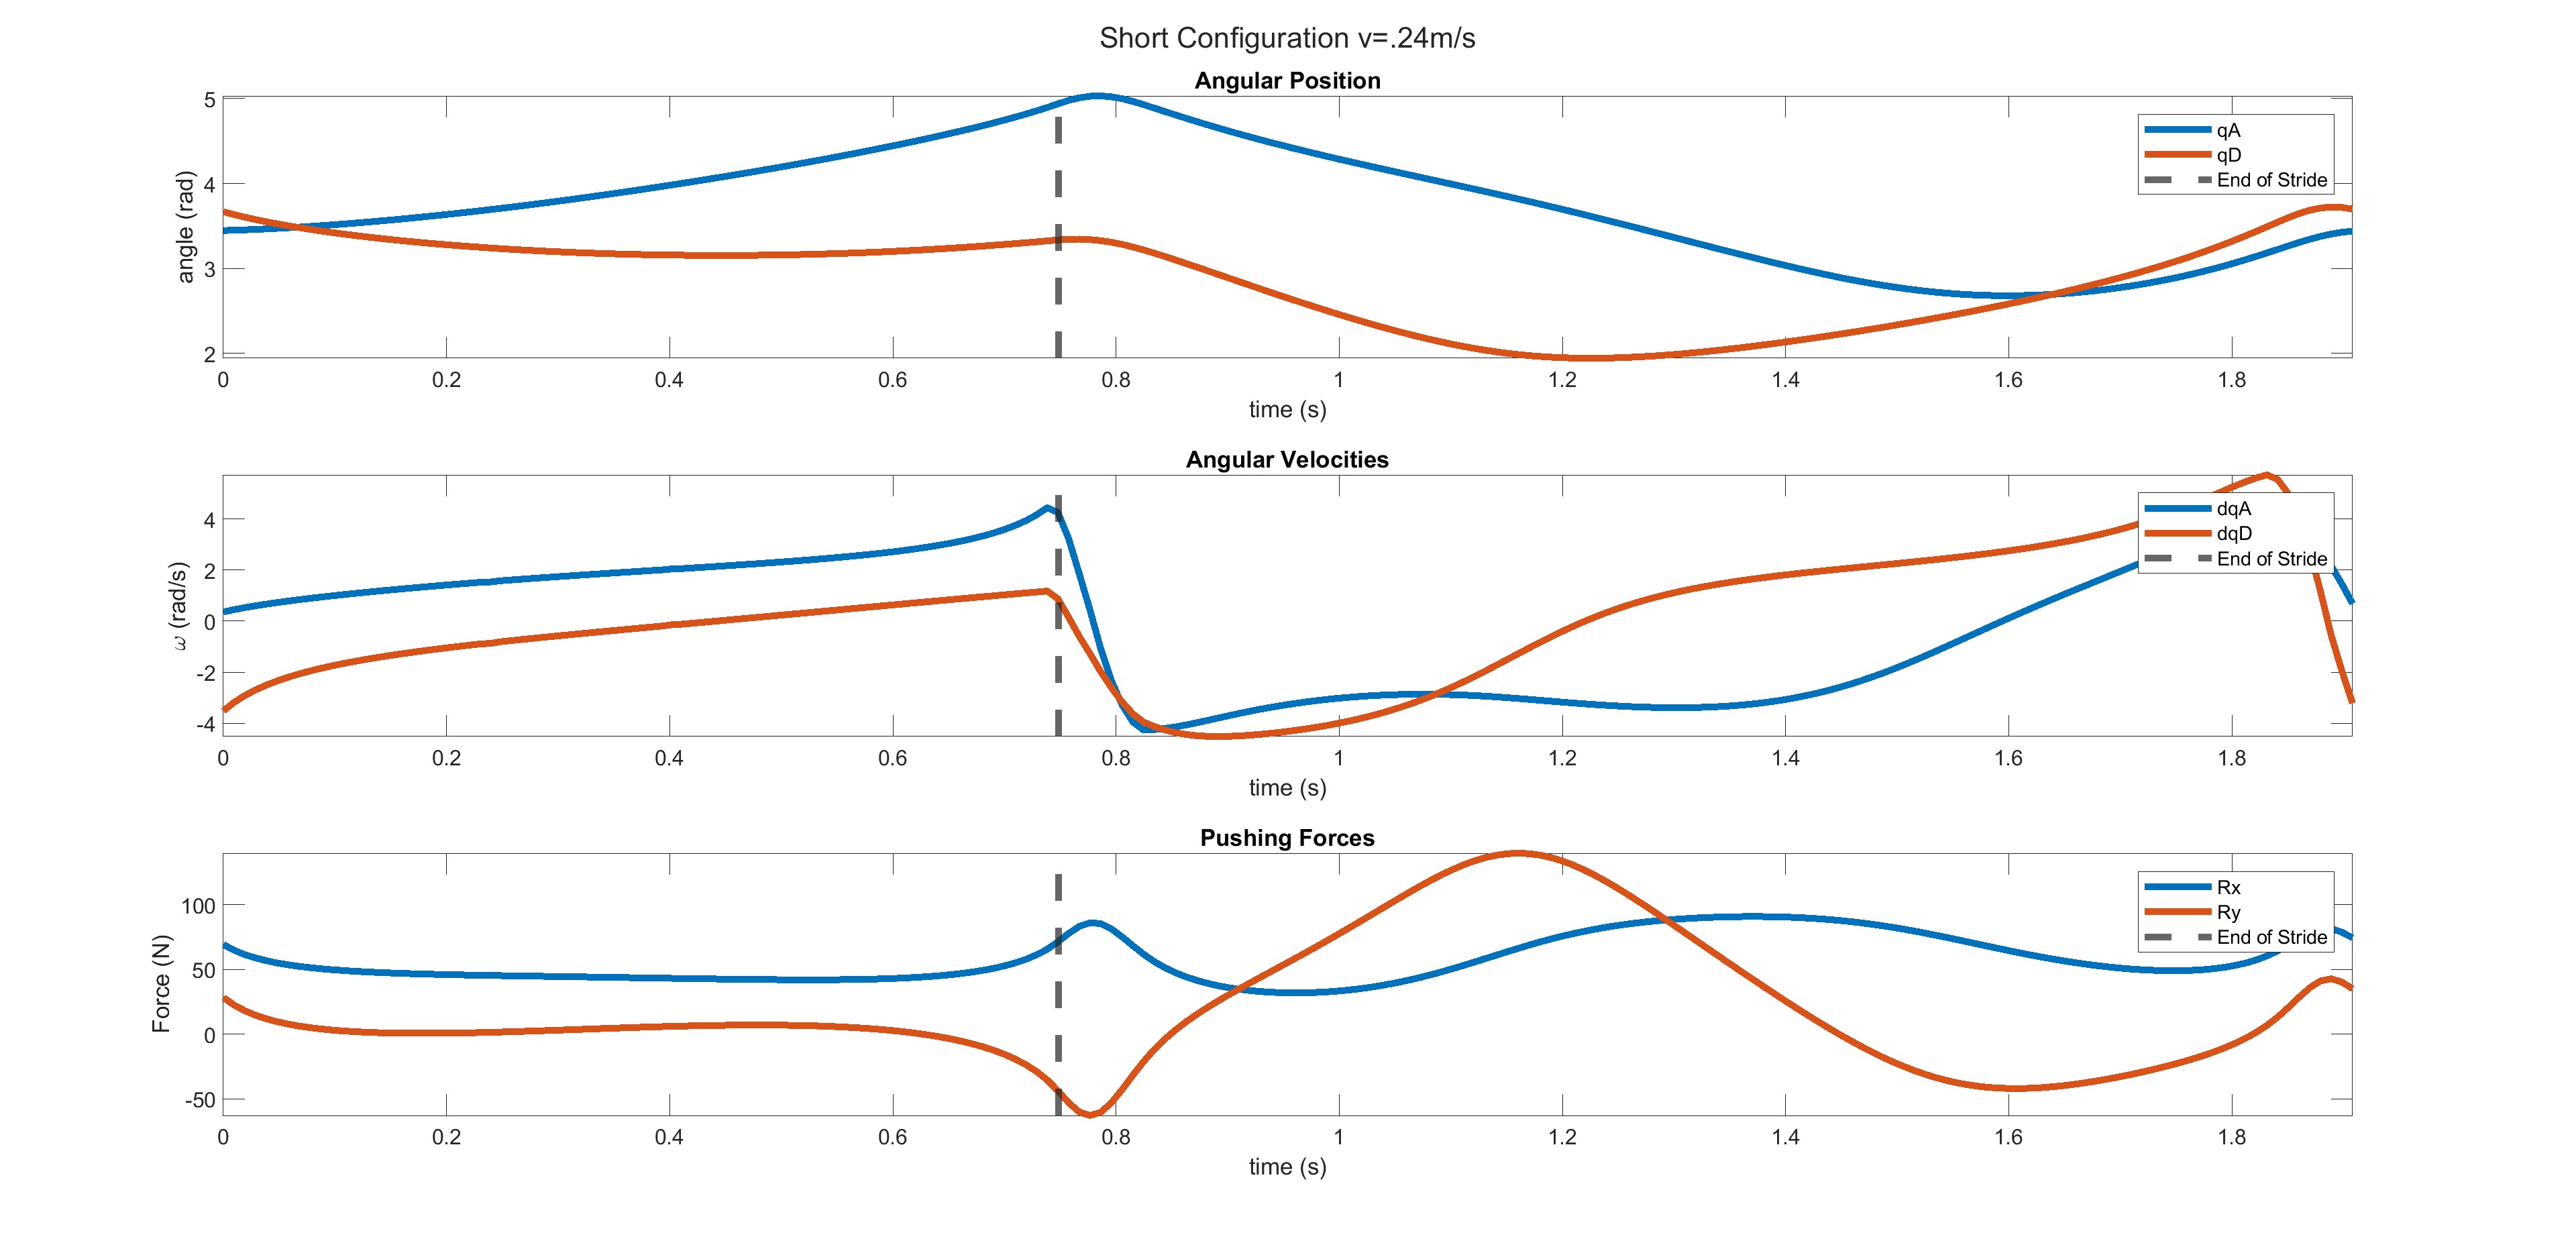 Short Configuration v=.24m/s
Angular Position
5
4
3
2
angle (rad)
qA
qD
End of Stride
0 0.2 0.4 0.6 0.8 1 1.2 1.4 1.6 1.8
time (s)
Angular Velocities
4
2
0
-2
-4
ω (rad/s)
dqA
dqD
End of Stride
0 0.2 0.4 0.6 0.8 1 1.2 1.4 1.6 1.8
time (s)
Pushing Forces
100
50
0
-50
Force (N)
Rx
Ry
End of Stride
0 0.2 0.4 0.6 0.8 1 1.2 1.4 1.6 1.8
time (s)